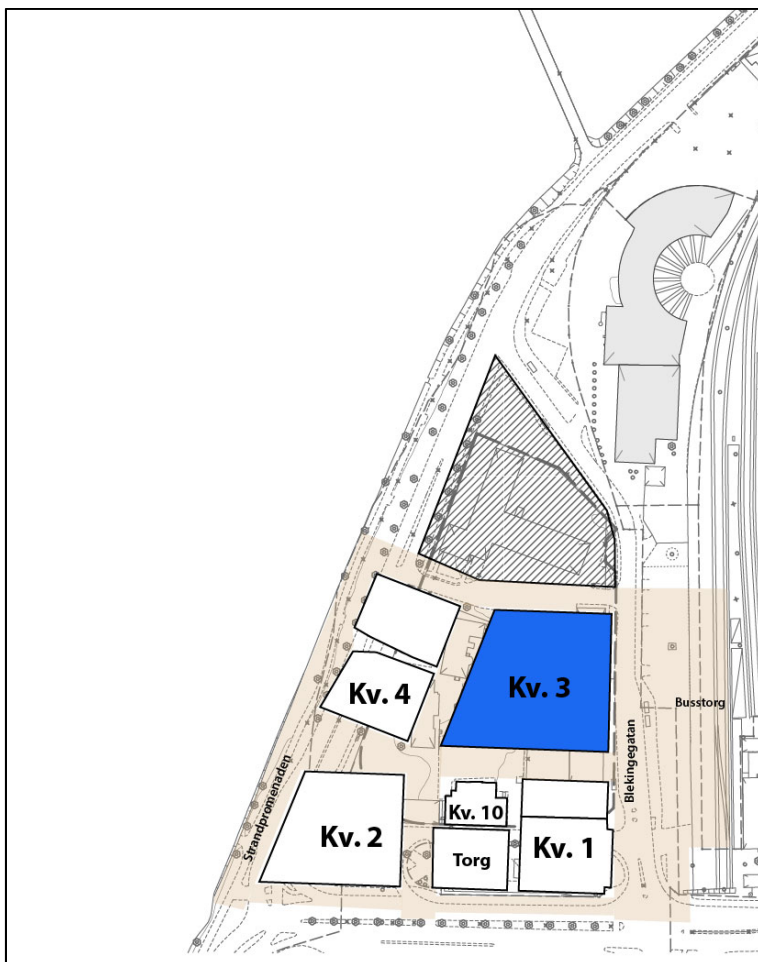 Kv. 3
Kv. 4
Busstorg
Blekingegatan
Strandpromenaden
Kv. 10
Kv. 2
Torg
Kv. 1